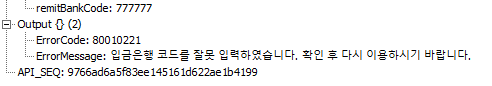 remitBankCode: 777777
Output {} (2)
ErrorCode: 80010221
ErrorMessage: 입금은행 코드를 잘못 입력하였습니다. 확인 후 다시 이용하시기 바랍니다.
API_SEQ: 9766ad6a5f83ee145161d622ae1b4199